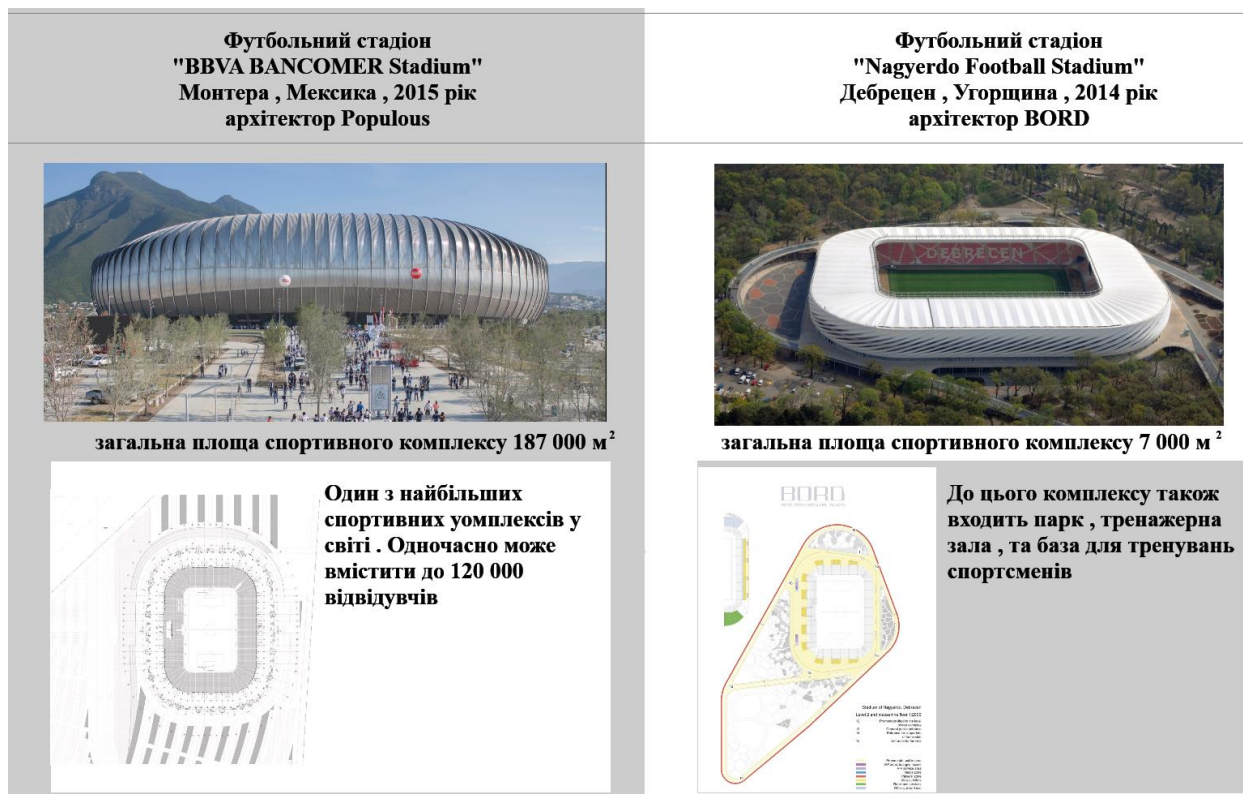 Футбольний стадіон
"BBVA BANCOMER Stadium"
Монтера , Мексика , 2015 рік
архітектор Populous
загальна площа спортивного комплексу 187 000 м²
Один з найбільших
спортивних уомплексів у
світі . Одночасно може
вмістити до 120 000
відвідувчів
Футбольний стадіон
"Nagyerdo Football Stadium"
Дебрецен , Угорщина , 2014 рік
архітектор BORD
DEBRECEN
загальна площа спортивного комплексу 7 000 м²
BORD
Stadium of Nagyerdo, Debrecen
До цього комплексу також
входить парк , тренажерна
зала , та база для тренувань
спортсменів